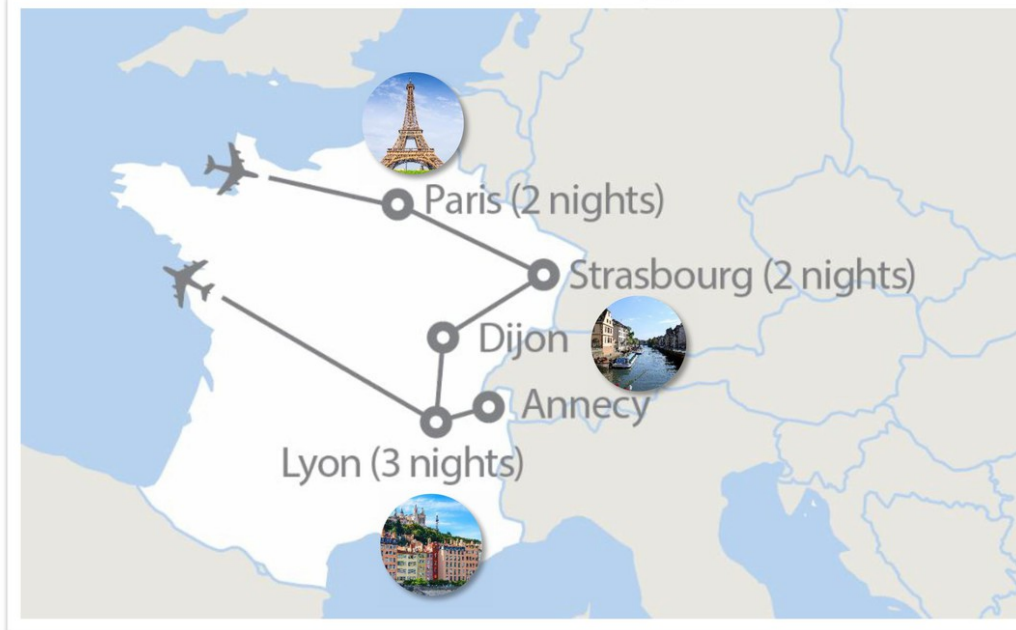 Paris (2 nights)
Strasbourg (2 nights)
Dijon
Annecy
Lyon (3 nights)